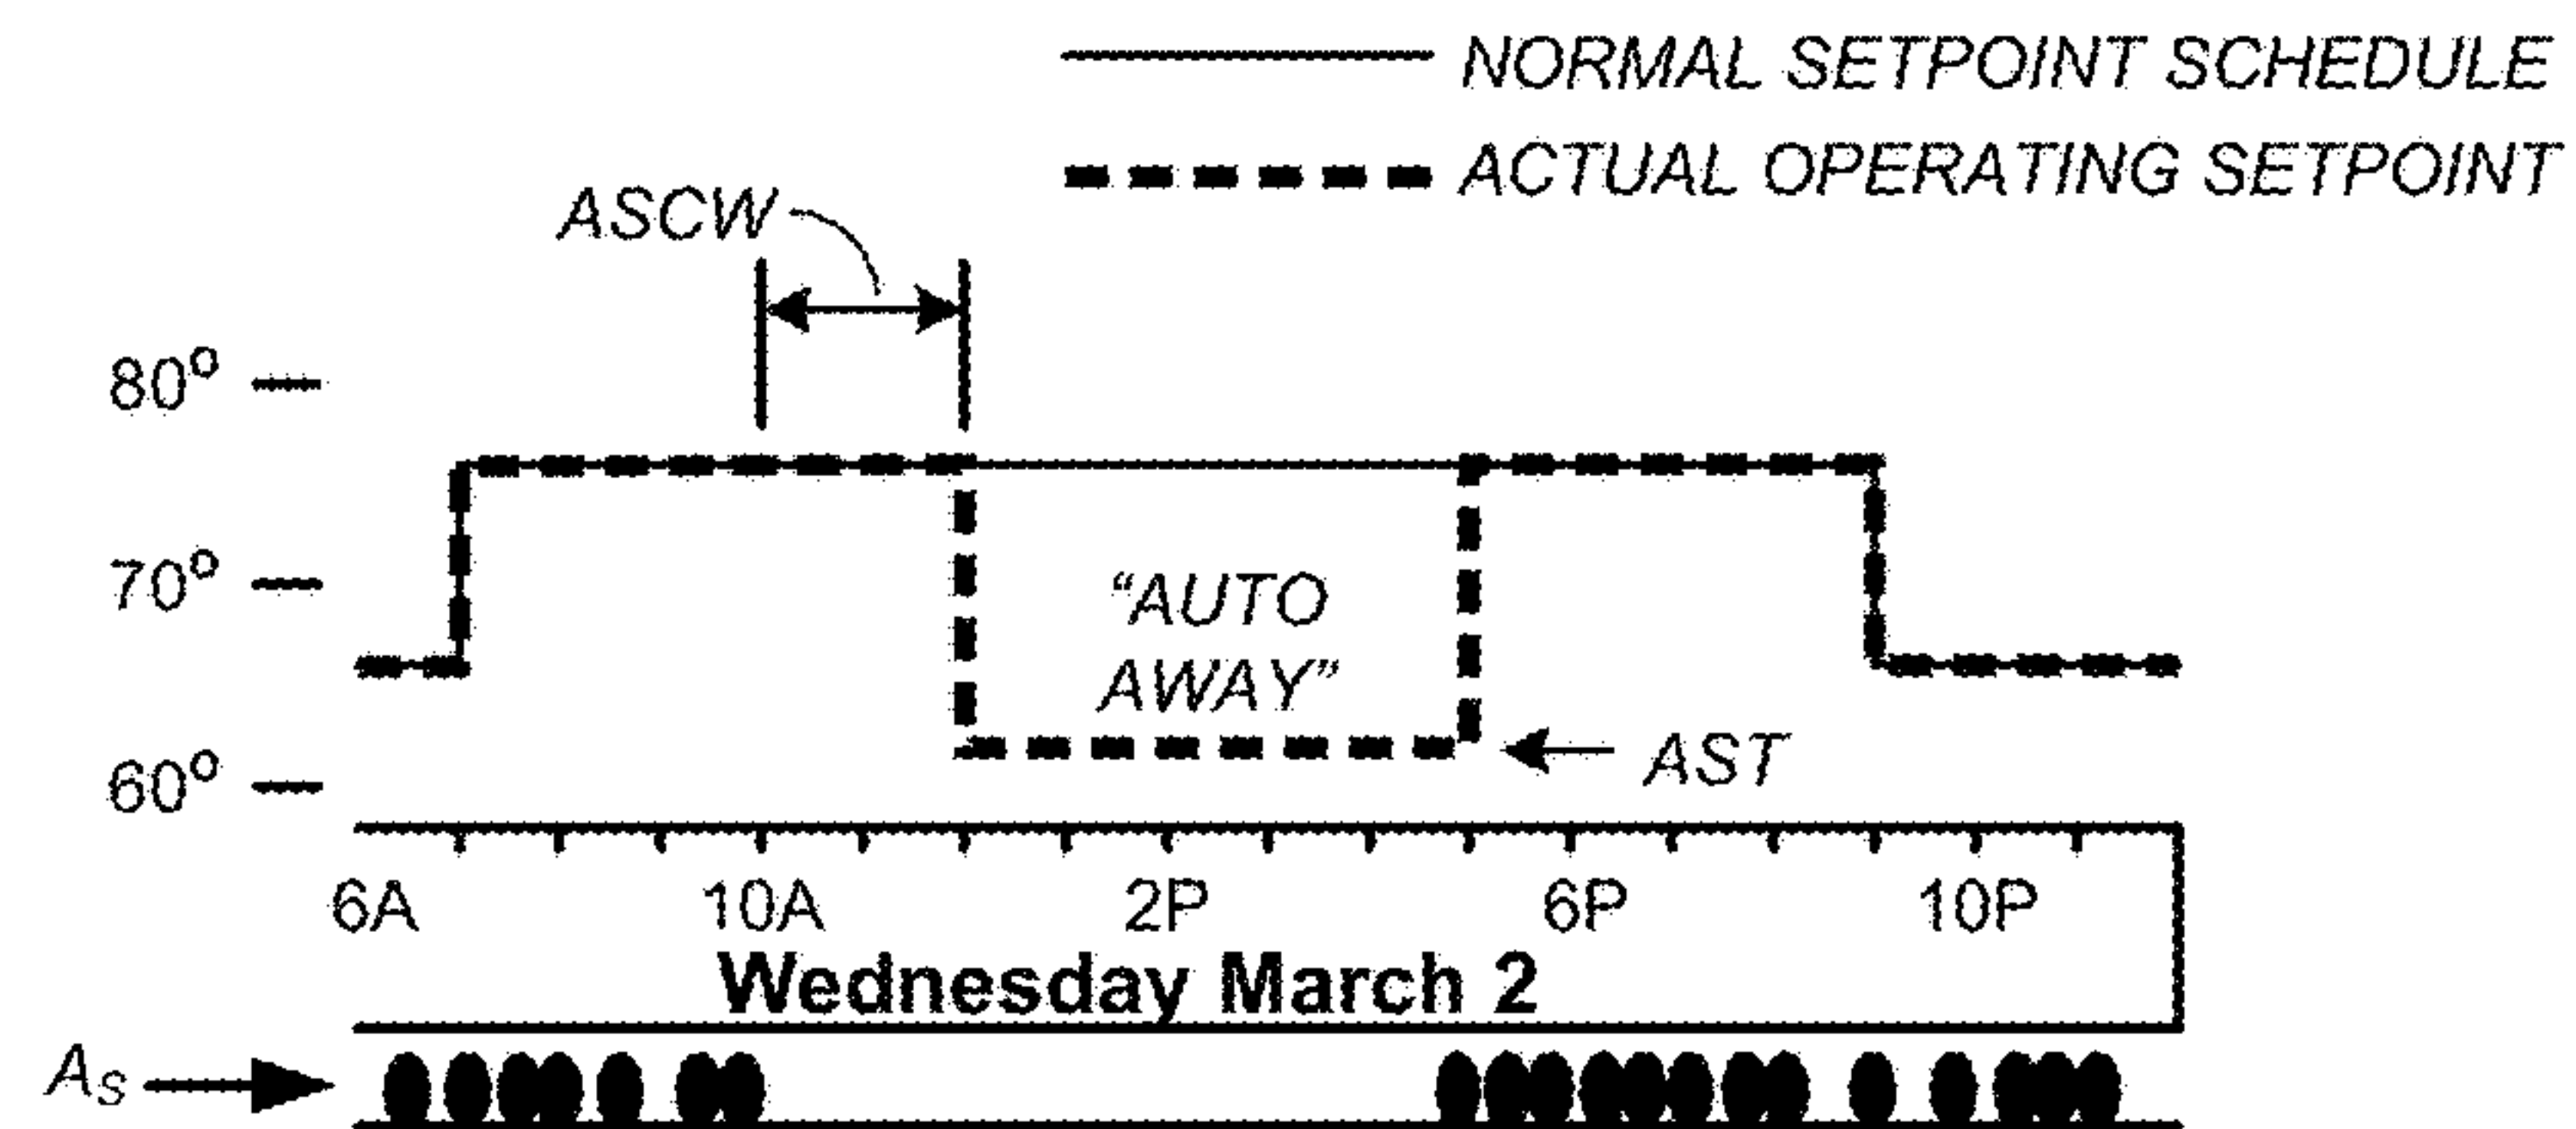 NORMAL SETPOINT SCHEDULE
ACTUAL OPERATING SETPOINT
ASCW
80°
70°
“AUTO
AWAY”
AST
60°
6A 10A 2P 6P 10P
Wednesday March 2
As